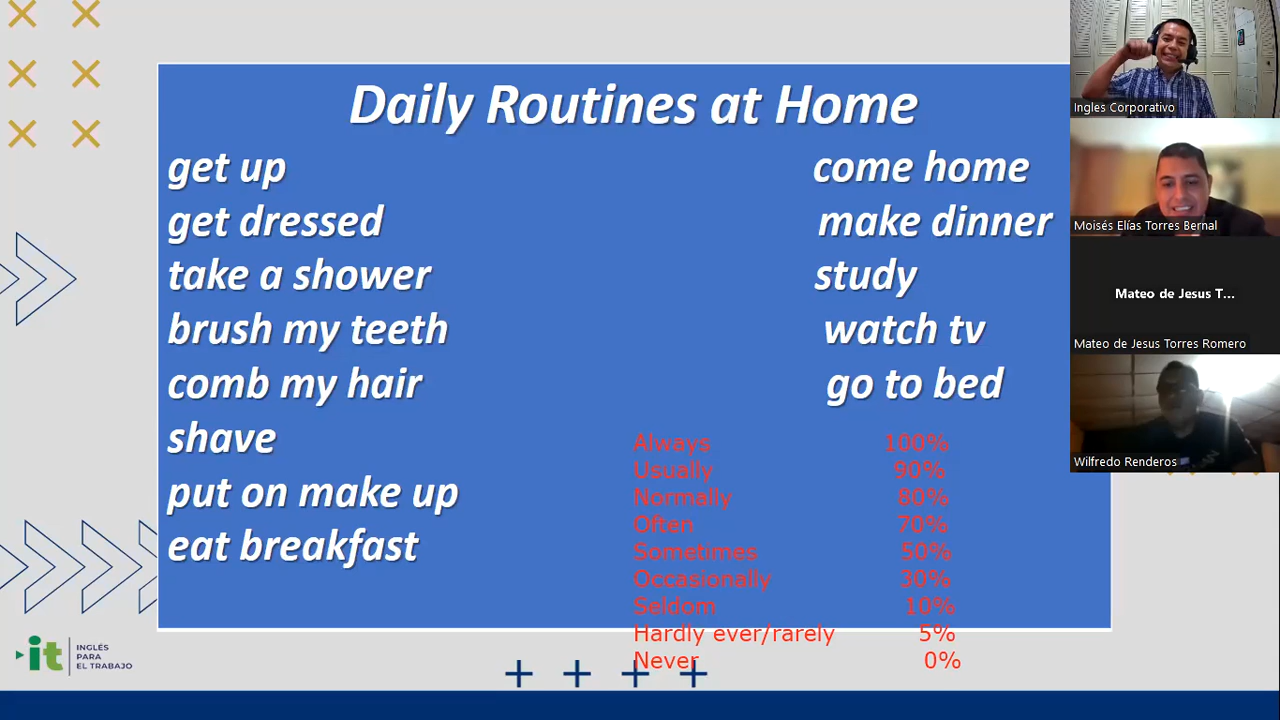 Daily Routines at Home
get up
get dressed
take a shower
brush my teeth
comb my hair
shave
put on make up
eat breakfast
come home
make dinner
study
watch tv
go to bed
Always 100%
Usually 90%
Normally 80%
Often 70%
Sometimes 50%
Occasionally 30%
Seldom 10%
Hardly ever/rarely 5%
Never 0%
it
INGLÉS
PARA
EL TRABAJO
Ingles Corporativo
Moisés Elías Torres Bernal
Mateo de Jesus T...
Mateo de Jesus Torres Romero
Wilfredo Renderos